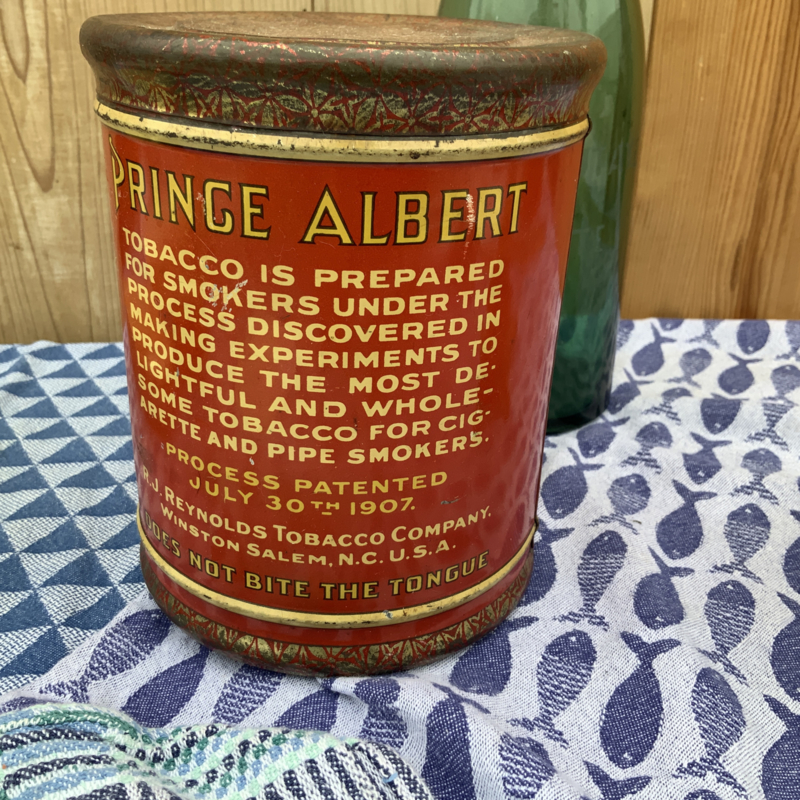 PRINCE ALBERT
TOBACCO IS PREPARED
FOR SMOKERS UNDER THE
PROCESS DISCOVERED IN
MAKING EXPERIMENTS TO
PRODUCE THE MOST DE-
LIGHTFUL AND WHOLE-
SOME TOBACCO FOR CIG-
ARETTE AND PIPE SMOKERS.
PROCESS PATENTED
JULY 30TH 1907.
R.J. REYNOLDS TOBACCO COMPANY,
WINSTON SALEM, N.C. U.S.A.
DOES NOT BITE THE TONGUE